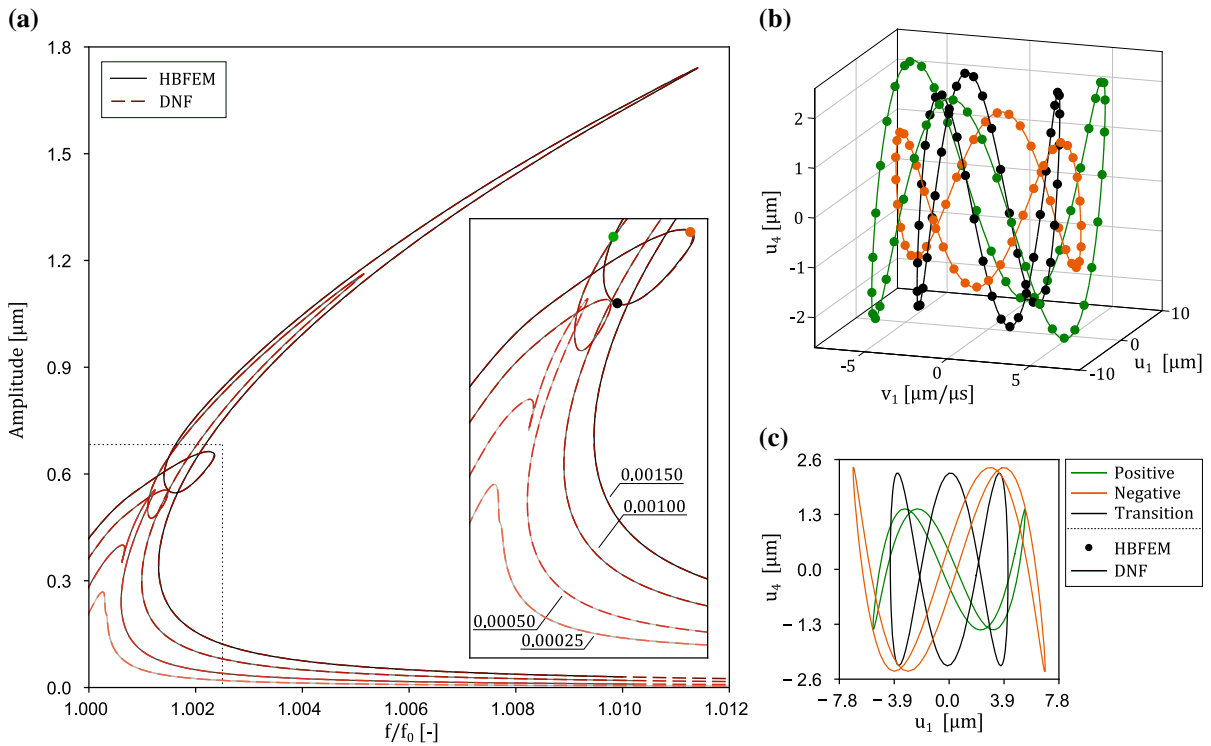 (a)
1.8
1.5
1.2
0.9
0.6
0.3
0.0
Amplitude [μm]
HBFEM
DNF
0,00150
0,00100
0,00050
0,00025
1.000
1.002
1.004
1.006
1.008
1.010
1.012
f/f₀ [-]
(b)
2
1
0
-1
-2
u₄ [μm]
-5
0
5
v₁ [μm/μs]
-10
0
10
u₁ [μm]
(c)
2.6
1.3
0.0
−1.3
−2.6
u₄ [μm]
−7.8
−3.9
0.0
3.9
7.8
u₁ [μm]
Positive
Negative
Transition
HBFEM
DNF